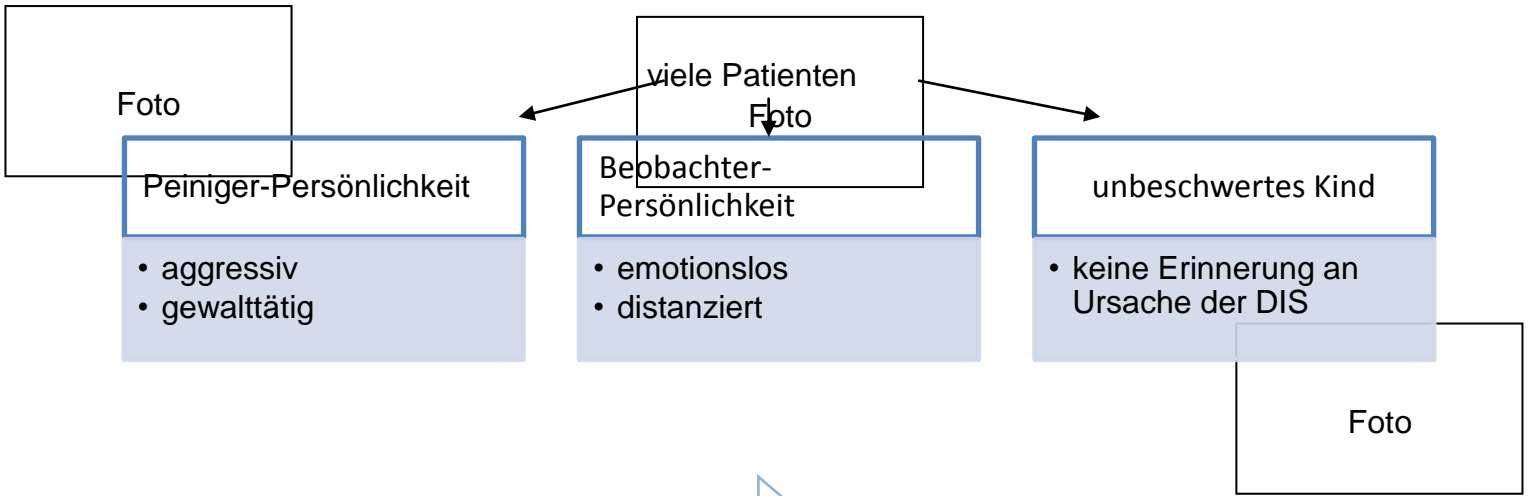 viele Patienten
Foto
Foto
Peiniger-Persönlichkeit
• aggressiv
• gewalttätig
Beobachter-
Persönlichkeit
• emotionslos
• distanziert
unbeschwertes Kind
• keine Erinnerung an
Ursache der DIS
Foto